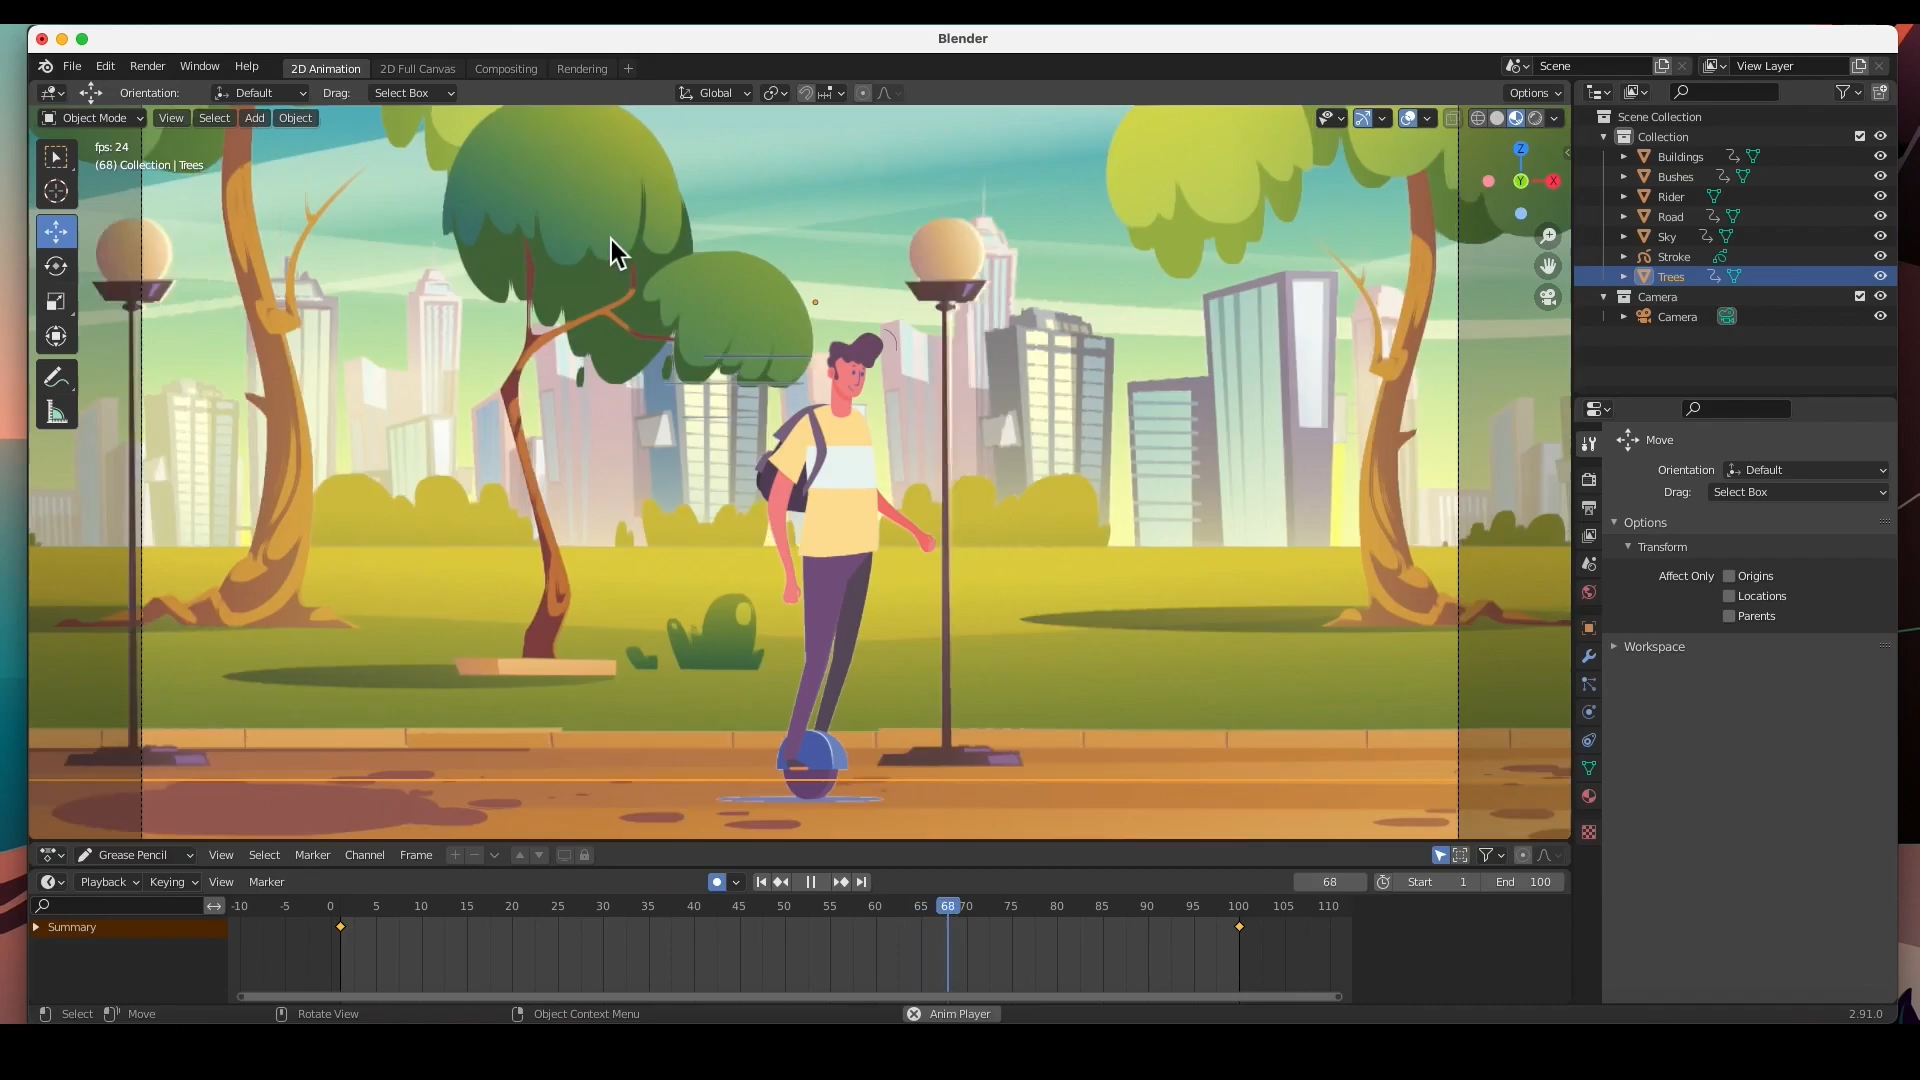 Blender
File Edit Render Window Help 2D Animation 2D Full Canvas Compositing Rendering + Scene View Layer
Orientation: Default Drag: Select Box Global Options
Object Mode View Select Add Object
fps: 24
(68) Collection | Trees
Z
Y X
Scene Collection
Collection
Buildings
Bushes
Rider
Road
Sky
Stroke
Trees
Camera
Camera
Move
Orientation Default
Drag: Select Box
Options
Transform
Affect Only Origins
Locations
Parents
Workspace
Grease Pencil View Select Marker Channel Frame
Playback Keying View Marker 68 Start 1 End 100
-10 -5 0 5 10 15 20 25 30 35 40 45 50 55 60 65 68 70 75 80 85 90 95 100 105 110
Summary
Select Move Rotate View Object Context Menu Anim Player 2.91.0